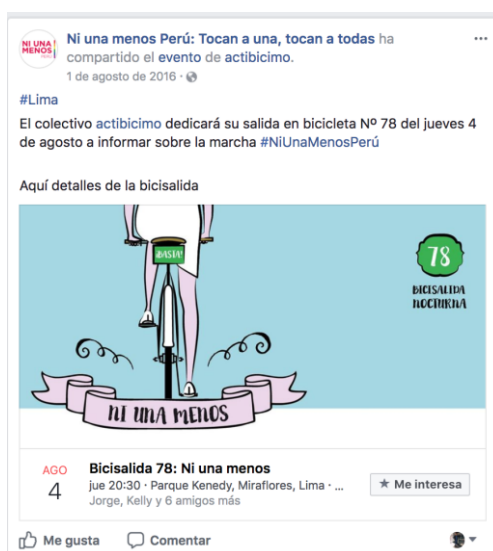 NI UNA
MENOS
Ni una menos Perú: Tocan a una, tocan a todas ha
compartido el evento de actibicimo.
1 de agosto de 2016 ·
#Lima
El colectivo actibicimo dedicará su salida en bicicleta Nº 78 del jueves 4
de agosto a informar sobre la marcha #NiUnaMenosPerú
Aquí detalles de la bicisalida
¡BASTA!
78
BICISALIDA
NOCTURNA
NI UNA MENOS
AGO
4
Bicisalida 78: Ni una menos
jue 20:30 · Parque Kenedy, Miraflores, Lima · ...
Jorge, Kelly y 6 amigos más
★ Me interesa
Me gusta
Comentar